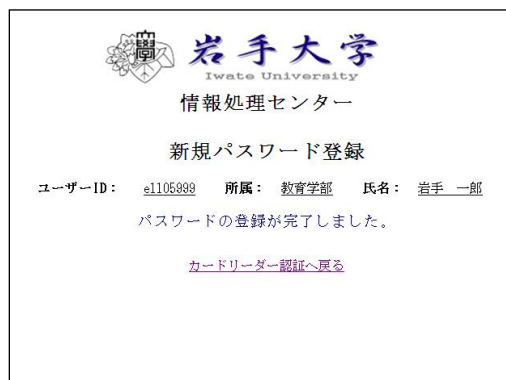 大學
岩手大学
Iwate University
情報処理センター
新規パスワード登録
ユーザーID： e1105999 所属： 教育学部 氏名： 岩手 一郎
パスワードの登録が完了しました。
カードリーダー認証へ戻る